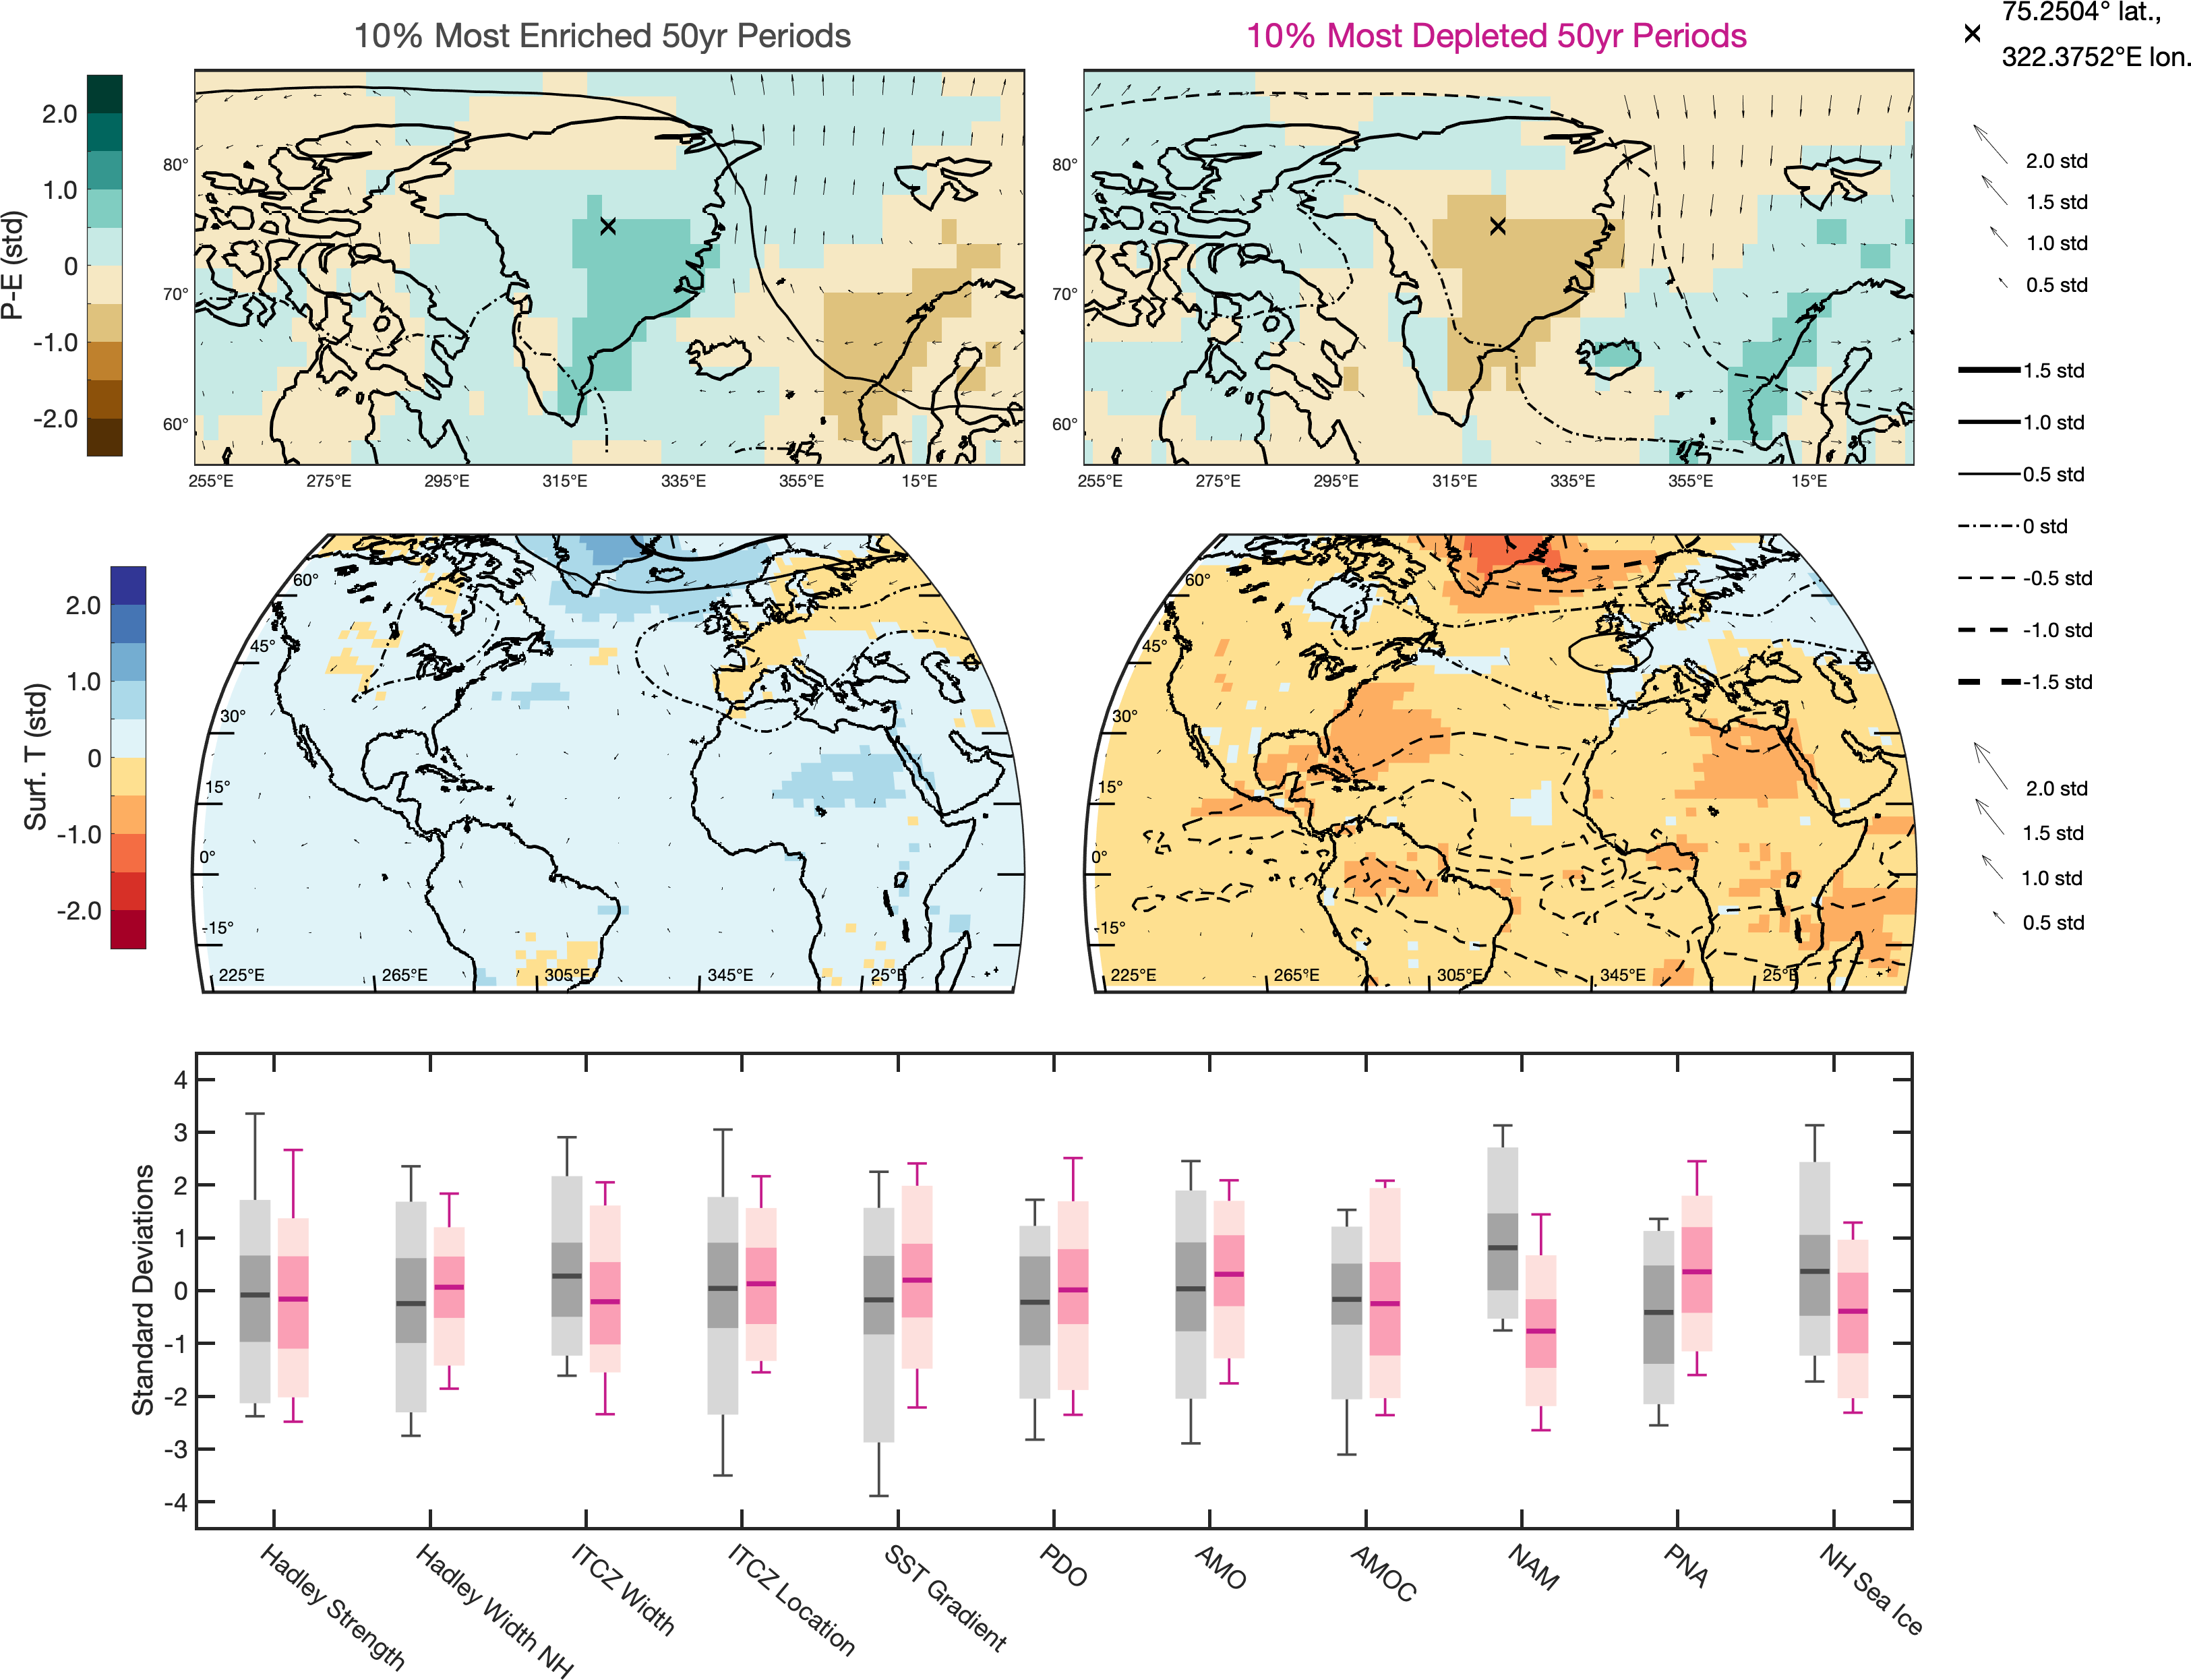 10% Most Enriched 50yr Periods
10% Most Depleted 50yr Periods
75.2504° lat.,
322.3752°E lon.
P-E (std)
2.0
1.0
0
-1.0
-2.0
80°
70°
60°
255°E 275°E 295°E 315°E 335°E 355°E 15°E
80°
70°
60°
255°E 275°E 295°E 315°E 335°E 355°E 15°E
2.0 std
1.5 std
1.0 std
0.5 std
1.5 std
1.0 std
0.5 std
0 std
-0.5 std
-1.0 std
-1.5 std
Surf. T (std)
2.0
1.0
0
-1.0
-2.0
60°
45°
30°
15°
0°
-15°
225°E 265°E 305°E 345°E 25°E
60°
45°
30°
15°
0°
-15°
225°E 265°E 305°E 345°E 25°E
2.0 std
1.5 std
1.0 std
0.5 std
Standard Deviations
4
3
2
1
0
-1
-2
-3
-4
Hadley Strength
Hadley Width NH
ITCZ Width
ITCZ Location
SST Gradient
PDO
AMO
AMOC
NAM
PNA
NH Sea Ice